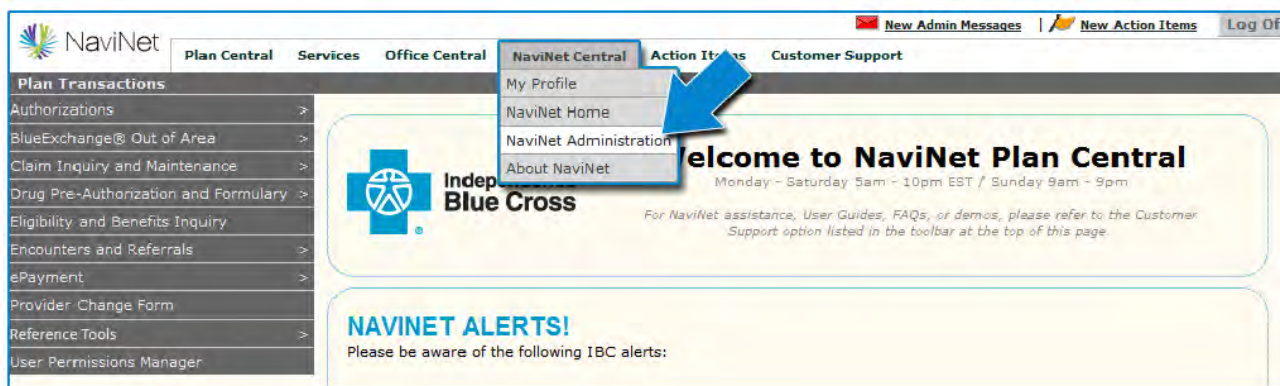 New Admin Messages | New Action Items Log Of
NaviNet
Plan Central Services Office Central NaviNet Central Action Customer Support
Plan Transactions
My Profile
NaviNet Home
NaviNet Administration
About NaviNet
Authorizations >
BlueExchange® Out of Area >
Claim Inquiry and Maintenance >
Drug Pre-Authorization and Formulary >
Eligibility and Benefits Inquiry
Encounters and Referrals >
ePayment >
Provider Change Form
Reference Tools >
User Permissions Manager
Blue Cross
®
elcome to NaviNet Plan Central
Monday - Saturday 5am - 10pm EST / Sunday 9am - 9pm
For NaviNet assistance, User Guides, FAQs, or demos, please refer to the Customer
Support option listed in the toolbar at the top of this page.
NAVINET ALERTS!
Please be aware of the following IBC alerts: